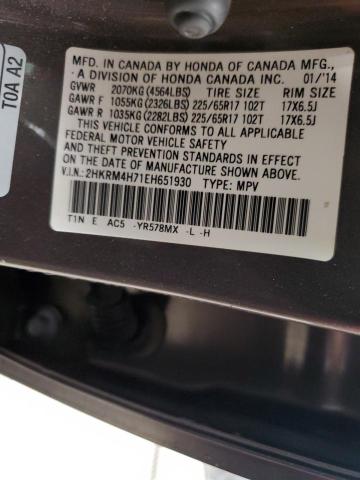 MFD. IN CANADA BY HONDA OF CANADA MFG.,
A DIVISION OF HONDA CANADA INC. 01/'14
GVWR 2070KG (4564LBS) TIRE SIZE RIM SIZE
GAWR F 1055KG (2326LBS) 225/65R17 102T 17X6.5J
GAWR R 1035KG (2282LBS) 225/65R17 102T 17X6.5J
THIS VEHICLE CONFORMS TO ALL APPLICABLE
FEDERAL MOTOR VEHICLE SAFETY
AND THEFT PREVENTION STANDARDS IN EFFECT
ON THE DATE OF MANUFACTURE SHOWN ABOVE.
V.I.N.: 2HKRM4H71EH651930 TYPE: MPV
T1N E AC5 -YR578MX -L -H
T0A A2